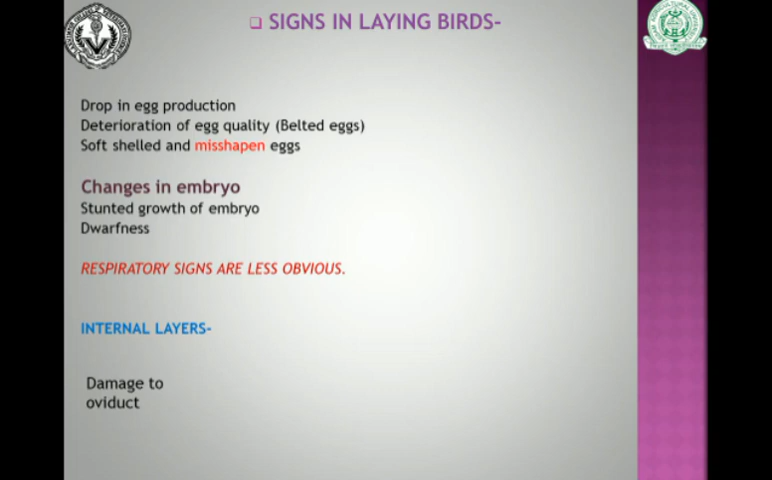 ❑ SIGNS IN LAYING BIRDS-
Drop in egg production
Deterioration of egg quality (Belted eggs)
Soft shelled and misshapen eggs
Changes in embryo
Stunted growth of embryo
Dwarfness
RESPIRATORY SIGNS ARE LESS OBVIOUS.
INTERNAL LAYERS-
Damage to
oviduct